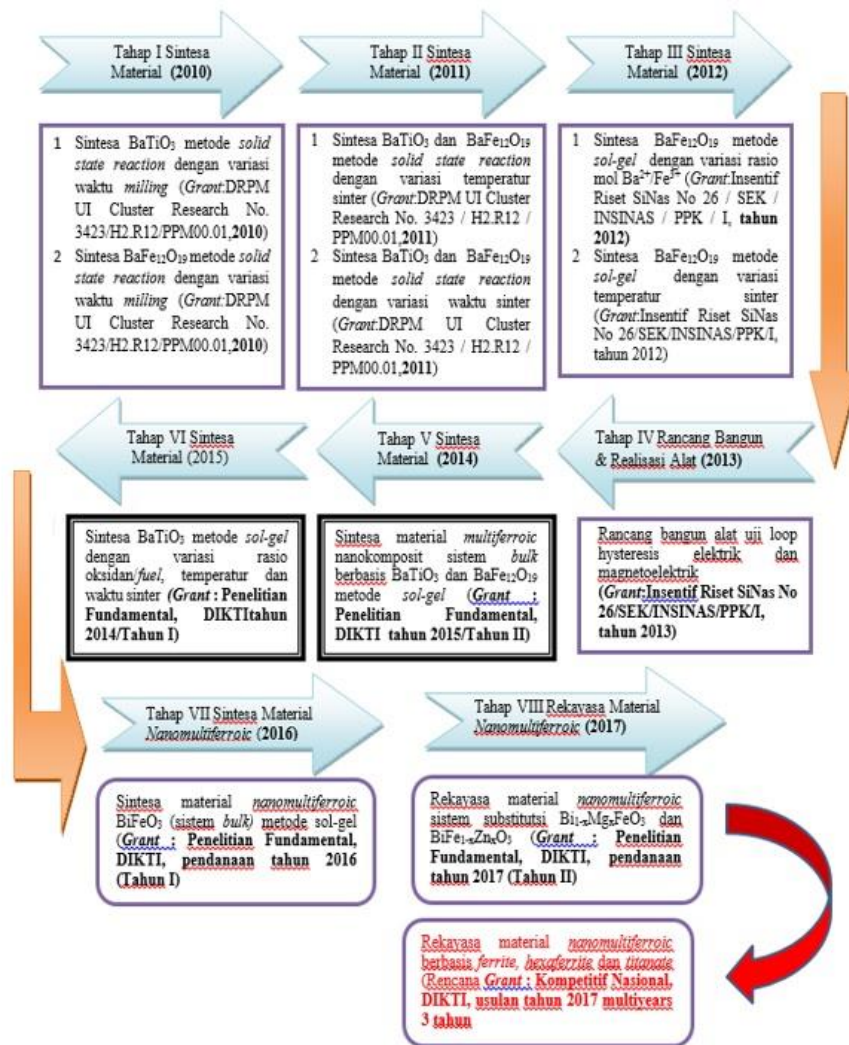 Tahap I Sintesa
Material (2010)
Tahap II Sintesa
Material (2011)
Tahap III Sintesa
Material (2012)
1 Sintesa BaTiO₃ metode solid
state reaction dengan variasi
waktu milling (Grant:DRPM
UI Cluster Research No.
3423/H2.R12/PPM00.01,2010)
2 Sintesa BaFe₁₂O₁₉ metode solid
state reaction dengan variasi
waktu milling (Grant:DRPM
UI Cluster Research No.
3423/H2.R12/PPM00.01,2010)
1 Sintesa BaTiO₃ dan BaFe₁₂O₁₉
metode solid state reaction
dengan variasi temperatur
sinter (Grant:DRPM UI Cluster
Research No. 3423 / H2.R12 /
PPM00.01,2011)
2 Sintesa BaTiO₃ dan BaFe₁₂O₁₉
metode solid state reaction
dengan variasi waktu sinter
(Grant:DRPM UI Cluster
Research No. 3423 / H2.R12 /
PPM00.01,2011)
1 Sintesa BaFe₁₂O₁₉ metode
sol-gel dengan variasi rasio
mol Ba²⁺/Fe³⁺ (Grant:Insentif
Riset SiNas No 26 / SEK /
INSINAS / PPK / I, tahun
2012)
2 Sintesa BaFe₁₂O₁₉ metode
sol-gel dengan variasi
temperatur sinter
(Grant:Insentif Riset SiNas
No 26/SEK/INSINAS/PPK/I,
tahun 2012)
Tahap VI Sintesa
Material (2015)
Tahap V Sintesa
Material (2014)
Tahap IV Rancang Bangun
& Realisasi Alat (2013)
Sintesa BaTiO₃ metode sol-gel
dengan variasi rasio
oksidan/fuel, temperatur dan
waktu sinter (Grant : Penelitian
Fundamental, DIKTItahun
2014/Tahun I)
Sintesa material multiferroic
nanokomposit sistem bulk
berbasis BaTiO₃ dan BaFe₁₂O₁₉
metode sol-gel (Grant :
Penelitian Fundamental,
DIKTI tahun 2015/Tahun II)
Rancang bangun alat uji loop
hysteresis elektrik dan
magnetoelektrik
(Grant:Insentif Riset SiNas No
26/SEK/INSINAS/PPK/I,
tahun 2013)
Tahap VII Sintesa Material
Nanomultiferroic (2016)
Tahap VIII Rekayasa Material
Nanomultiferroic (2017)
Sintesa material nanomultiferroic
BiFeO₃ (sistem bulk) metode sol-gel
(Grant : Penelitian Fundamental,
DIKTI, pendanaan tahun 2016
(Tahun I)
Rekayasa material nanomultiferroic
sistem substitutsi Bi₁₋ₓMgₓFeO₃ dan
BiFe₁₋ₓZnₓO₃ (Grant : Penelitian
Fundamental, DIKTI, pendanaan
tahun 2017 (Tahun II)
Rekayasa material nanomultiferroic
berbasis ferrite, hexaferrite dan titanate
(Rencana Grant : Kompetitif Nasional,
DIKTI, usulan tahun 2017 multiyears
3 tahun